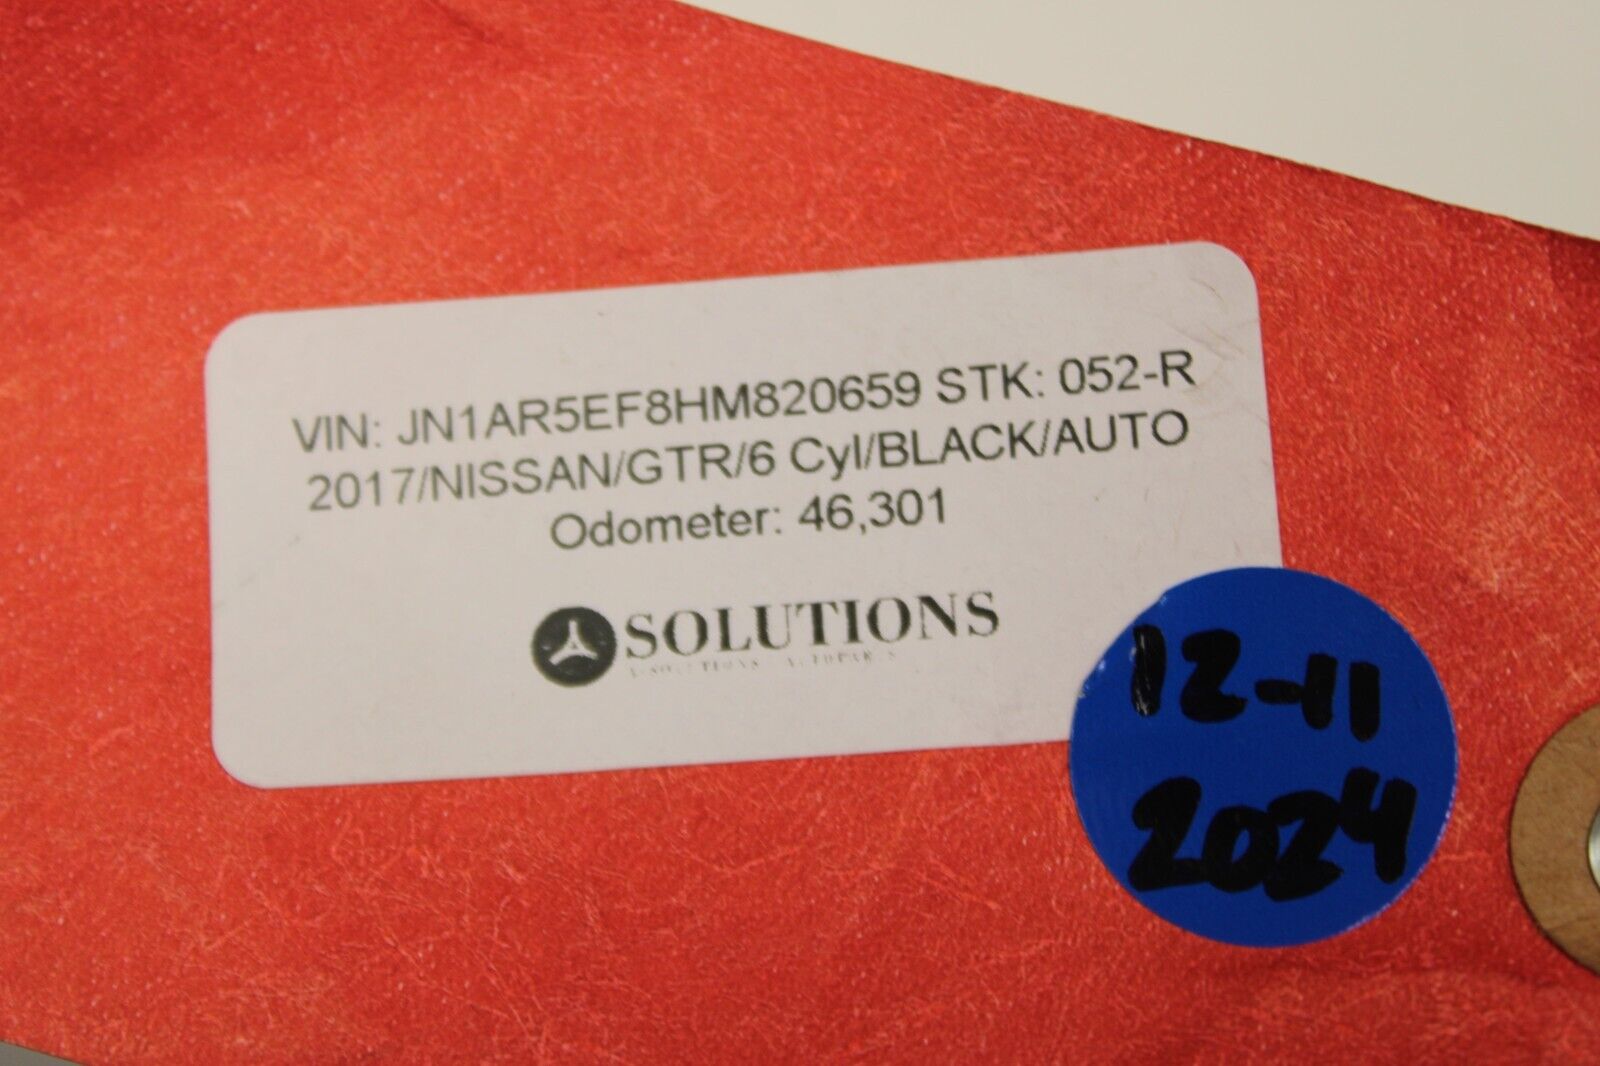 VIN: JN1AR5EF8HM820659 STK: 052-R
2017/NISSAN/GTR/6 Cyl/BLACK/AUTO
Odometer: 46,301
SOLUTIONS
12-11
2024